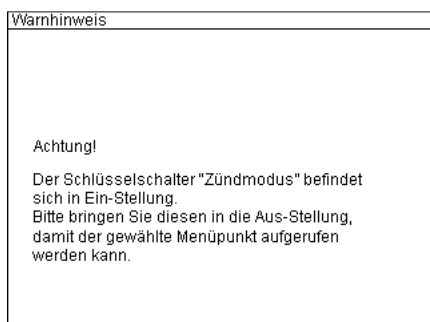 Warnhinweis
Achtung!
Der Schlüsselschalter "Zündmodus" befindet
sich in Ein-Stellung.
Bitte bringen Sie diesen in die Aus-Stellung,
damit der gewählte Menüpunkt aufgerufen
werden kann.